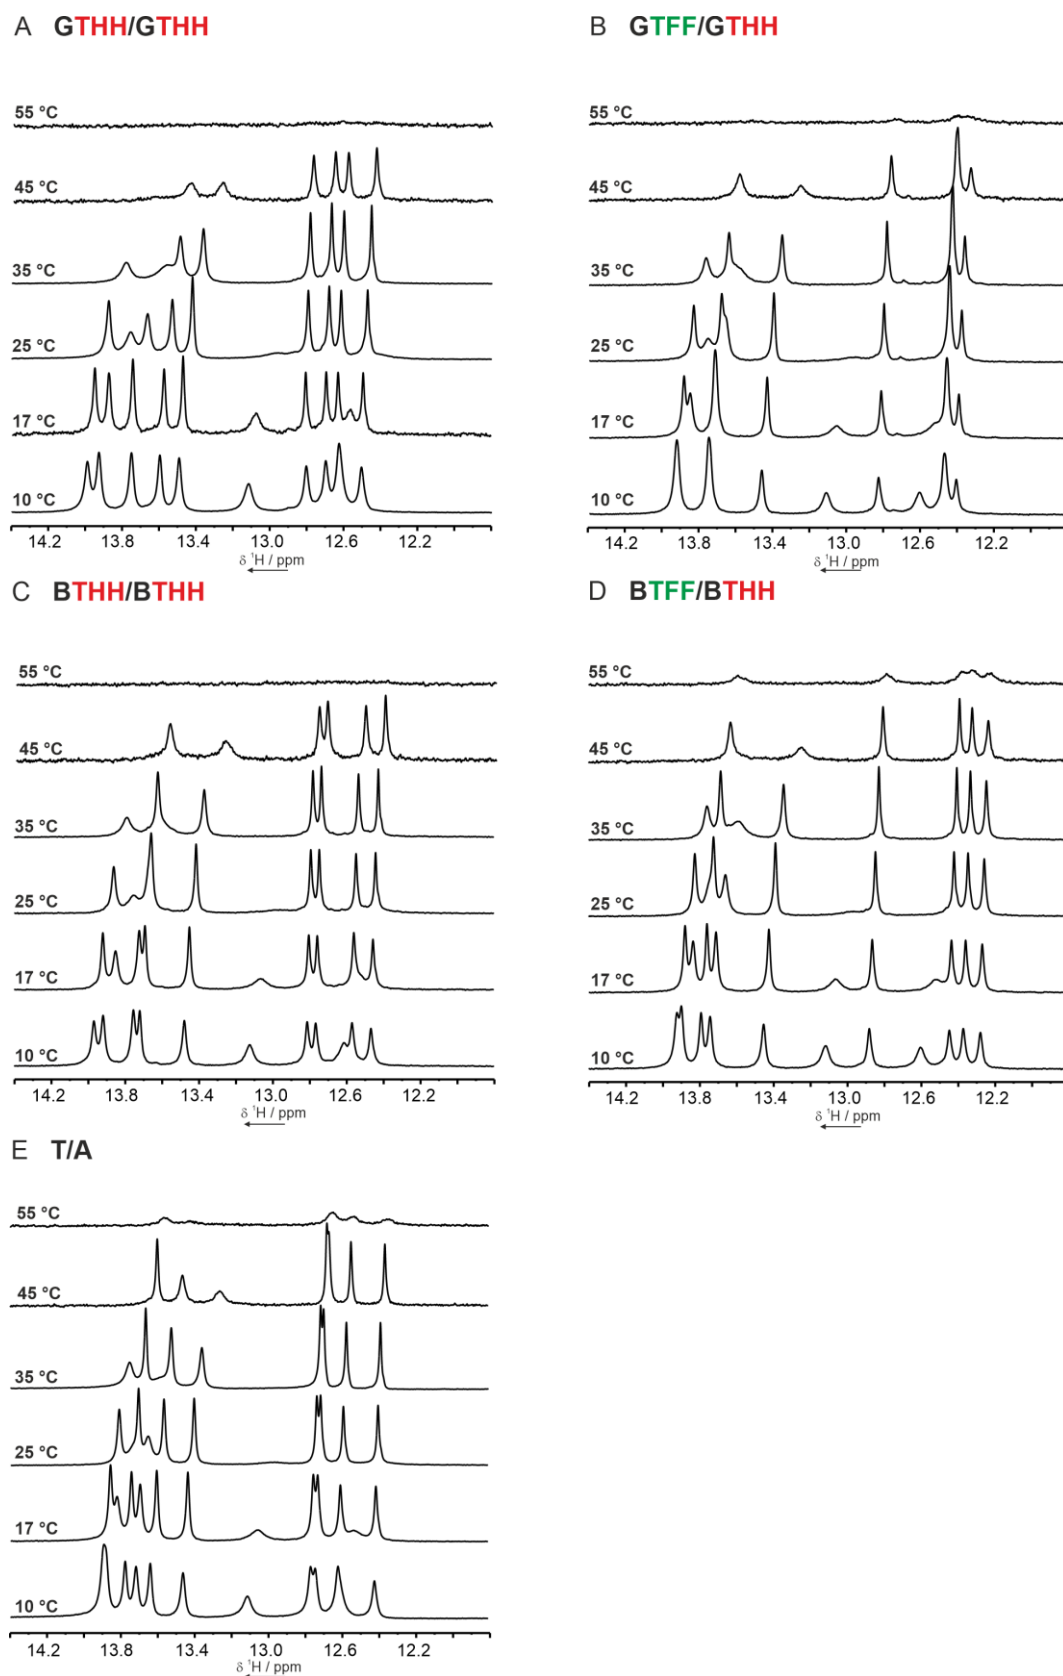 A GTHH/GTHH
55 °C
45 °C
35 °C
25 °C
17 °C
10 °C
14.2 13.8 13.4 13.0 12.6 12.2
δ ¹H / ppm
B GTFF/GTHH
55 °C
45 °C
35 °C
25 °C
17 °C
10 °C
14.2 13.8 13.4 13.0 12.6 12.2
δ ¹H / ppm
C BTHH/BTHH
55 °C
45 °C
35 °C
25 °C
17 °C
10 °C
14.2 13.8 13.4 13.0 12.6 12.2
δ ¹H / ppm
D BTFF/BTHH
55 °C
45 °C
35 °C
25 °C
17 °C
10 °C
14.2 13.8 13.4 13.0 12.6 12.2
δ ¹H / ppm
E T/A
55 °C
45 °C
35 °C
25 °C
17 °C
10 °C
14.2 13.8 13.4 13.0 12.6 12.2
δ ¹H / ppm